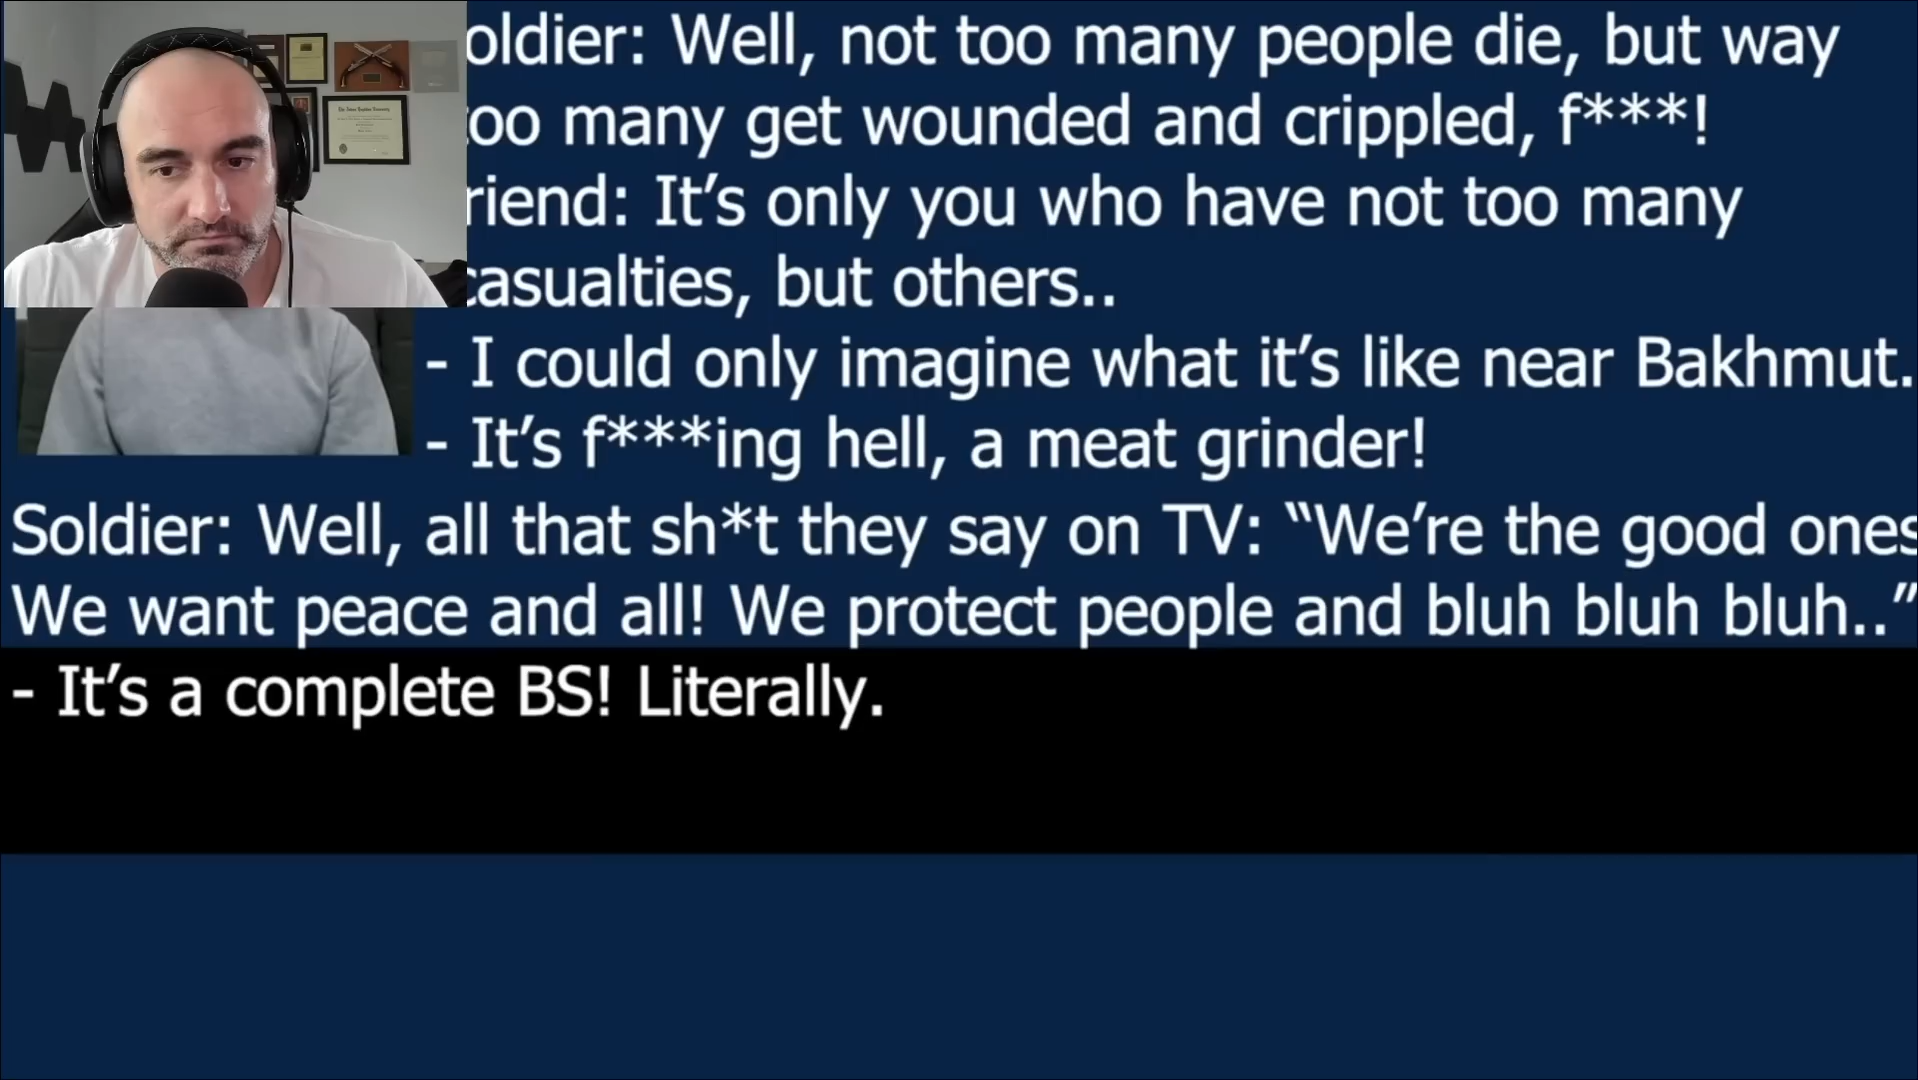 oldier: Well, not too many people die, but way
too many get wounded and crippled, f***!
riend: It's only you who have not too many
casualties, but others..
- I could only imagine what it's like near Bakhmut.
- It's f***ing hell, a meat grinder!
Soldier: Well, all that sh*t they say on TV: “We're the good ones
We want peace and all! We protect people and bluh bluh bluh..”
- It's a complete BS! Literally.